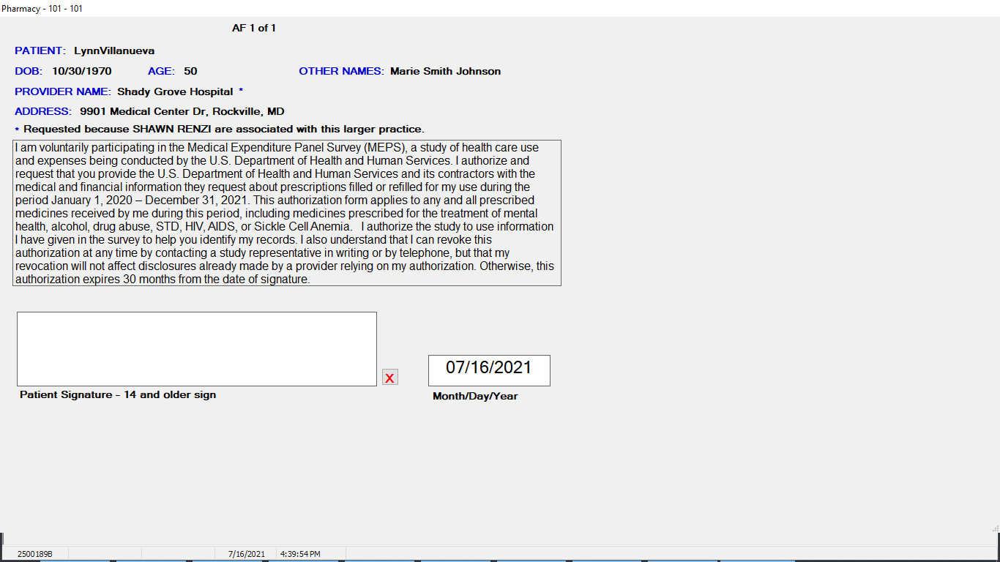 Pharmacy - 101 - 101
AF 1 of 1
PATIENT: LynnVillanueva
DOB: 10/30/1970 AGE: 50 OTHER NAMES: Marie Smith Johnson
PROVIDER NAME: Shady Grove Hospital *
ADDRESS: 9901 Medical Center Dr, Rockville, MD
* Requested because SHAWN RENZI are associated with this larger practice.
I am voluntarily participating in the Medical Expenditure Panel Survey (MEPS), a study of health care use
and expenses being conducted by the U.S. Department of Health and Human Services. I authorize and
request that you provide the U.S. Department of Health and Human Services and its contractors with the
medical and financial information they request about prescriptions filled or refilled for my use during the
period January 1, 2020 – December 31, 2021. This authorization form applies to any and all prescribed
medicines received by me during this period, including medicines prescribed for the treatment of mental
health, alcohol, drug abuse, STD, HIV, AIDS, or Sickle Cell Anemia. I authorize the study to use information
I have given in the survey to help you identify my records. I also understand that I can revoke this
authorization at any time by contacting a study representative in writing or by telephone, but that my
revocation will not affect disclosures already made by a provider relying on my authorization. Otherwise, this
authorization expires 30 months from the date of signature.
X
07/16/2021
Patient Signature - 14 and older sign
Month/Day/Year
2500189B 7/16/2021 4:39:54 PM